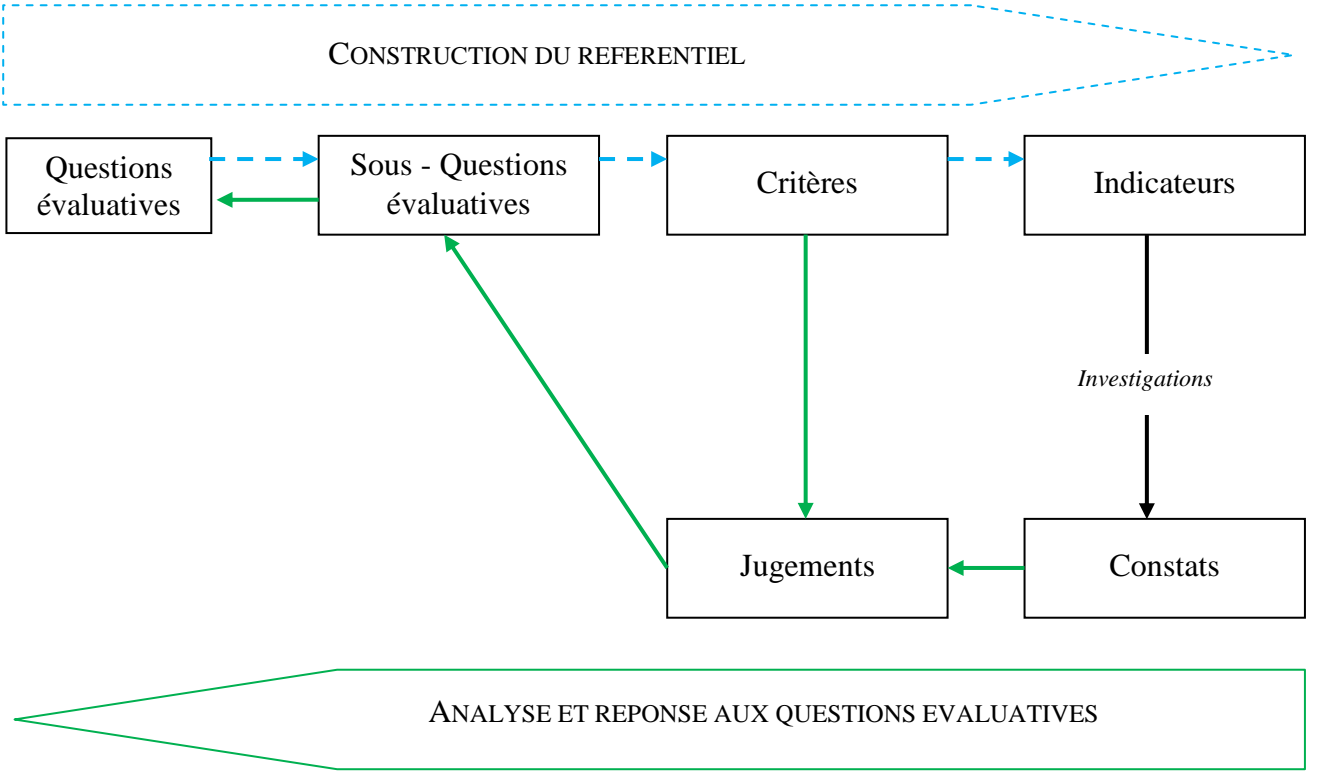 CONSTRUCTION DU REFERENTIEL
Questions
évaluatives
Sous - Questions
évaluatives
Critères
Indicateurs
Investigations
Jugements
Constats
ANALYSE ET REPONSE AUX QUESTIONS EVALUATIVES